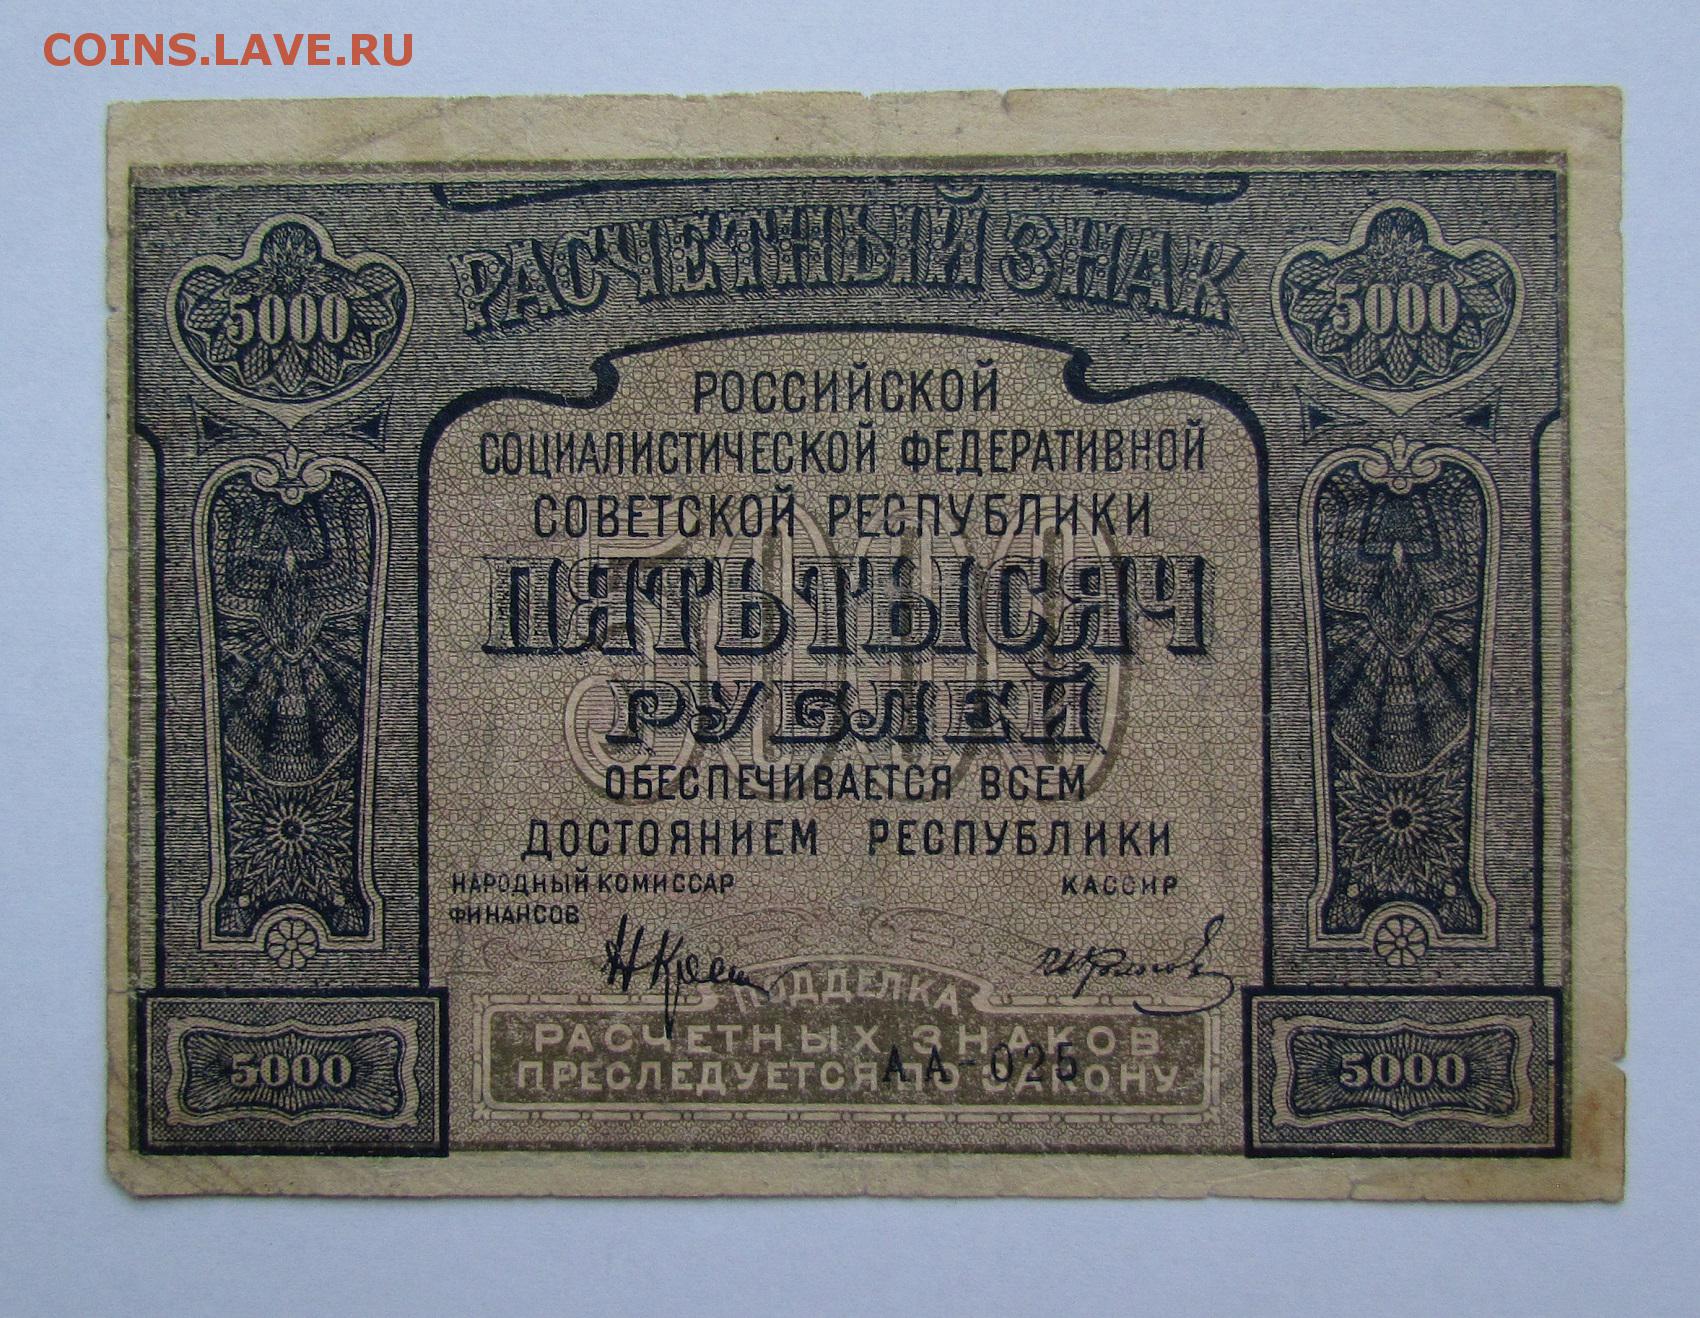 COINS.LAVE.RU
РАСЧЕТНЫЙ ЗНАК
5000
5000
РОССИЙСКОЙ
СОЦИАЛИСТИЧЕСКОЙ ФЕДЕРАТИВНОЙ
СОВЕТСКОЙ РЕСПУБЛИКИ
5000
ПЯТЬ ТЫСЯЧ
РУБЛЕЙ
ОБЕСПЕЧИВАЕТСЯ ВСЕМ
ДОСТОЯНИЕМ РЕСПУБЛИКИ
НАРОДНЫЙ КОМИССАР
ФИНАНСОВ
КАССИР
ПОДДЕЛКА
РАСЧЕТНЫХ ЗНАКОВ
ПРЕСЛЕДУЕТСЯ ПО ЗАКОНУ
АА-025
5000
5000